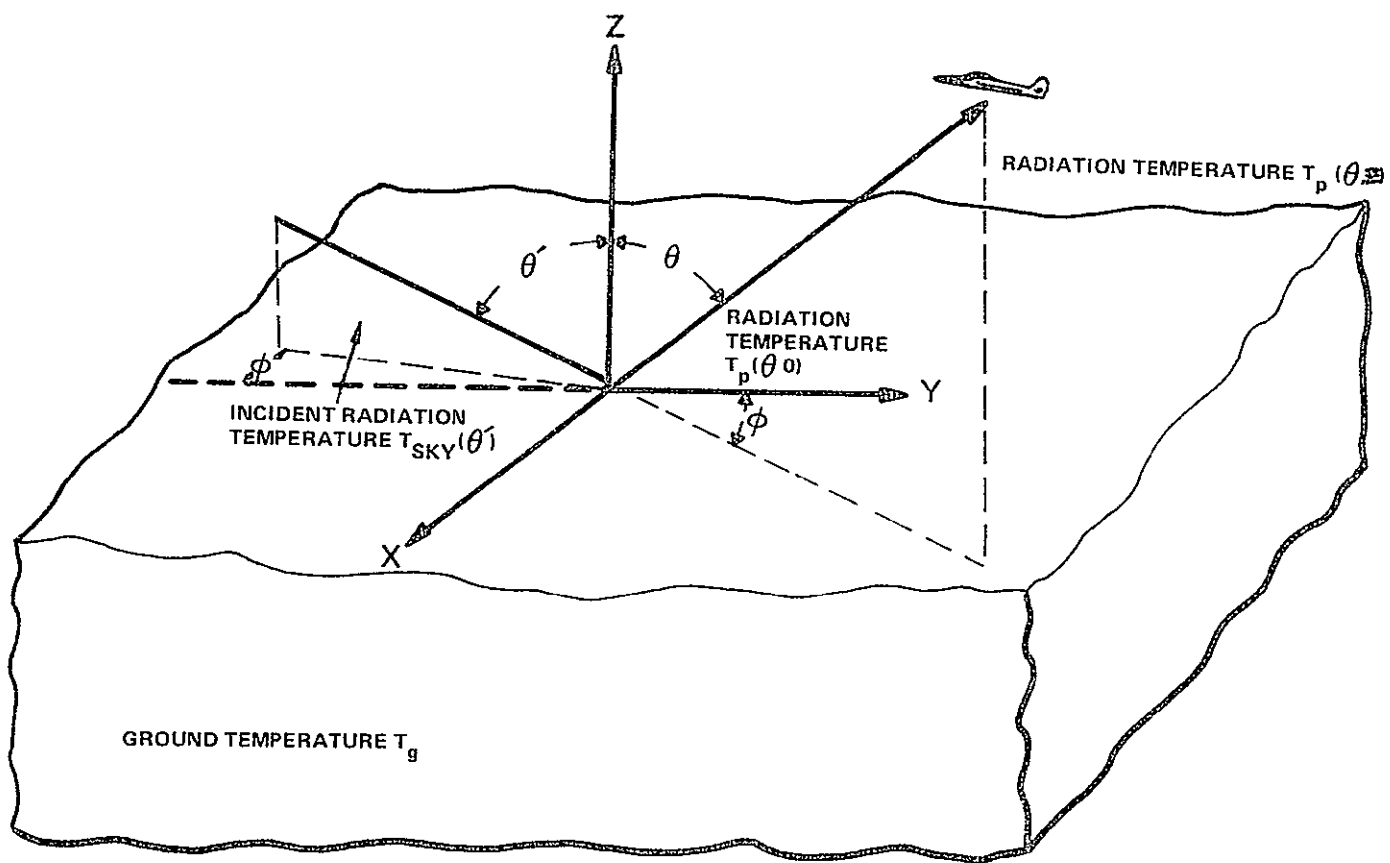 Z
RADIATION TEMPERATURE T_p (θ,
θ´
θ
RADIATION
TEMPERATURE
T_p(θ 0)
φ´
Y
φ
INCIDENT RADIATION
TEMPERATURE T_SKY(θ´)
X
GROUND TEMPERATURE T_g